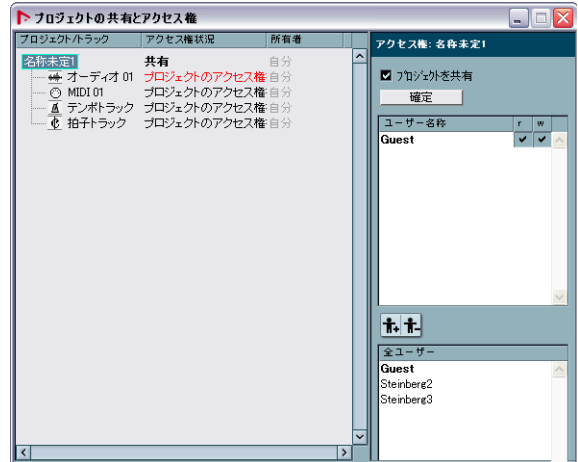 プロジェクトの共有とアクセス権
プロジェクト/トラック アクセス権状況 所有者
名称未定1 共有 自分
オーディオ 01 プロジェクトのアクセス権 自分
MIDI 01 プロジェクトのアクセス権 自分
テンポトラック プロジェクトのアクセス権 自分
拍子トラック プロジェクトのアクセス権 自分
アクセス権: 名称未定1
プロジェクトを共有
確定
ユーザー名称 r w
Guest
全ユーザー
Guest
Steinberg2
Steinberg3